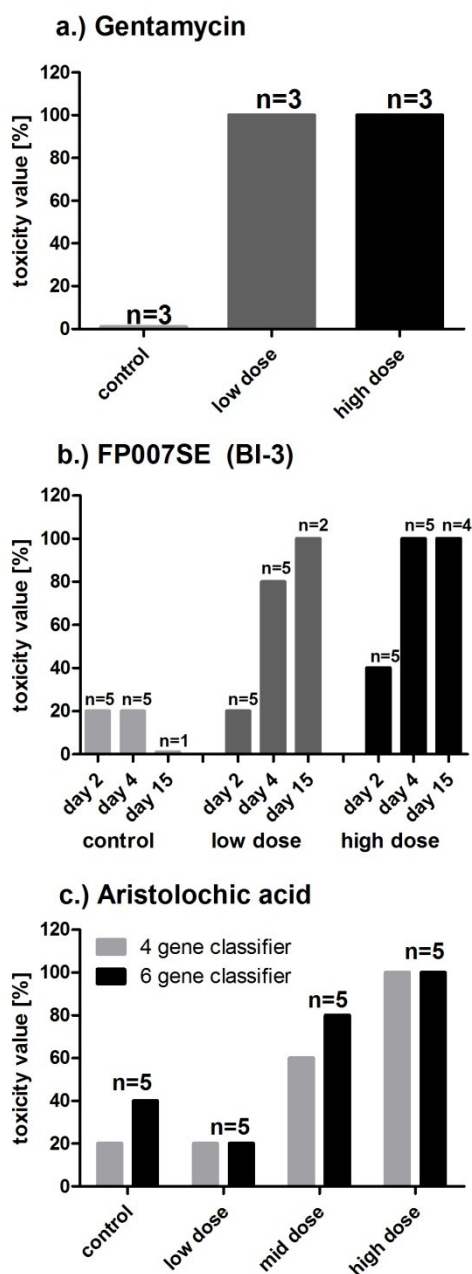 a.) Gentamycin
toxicity value [%]
120
100
80
60
40
20
0
n=3
n=3
n=3
control
low dose
high dose
b.) FP007SE (BI-3)
toxicity value [%]
120
100
80
60
40
20
0
n=5
n=5
n=1
n=5
n=5
n=2
n=5
n=5
n=4
day 2
day 4
day 15
day 2
day 4
day 15
day 2
day 4
day 15
control
low dose
high dose
c.) Aristolochic acid
toxicity value [%]
120
100
80
60
40
20
0
4 gene classifier
6 gene classifier
n=5
n=5
n=5
n=5
control
low dose
mid dose
high dose